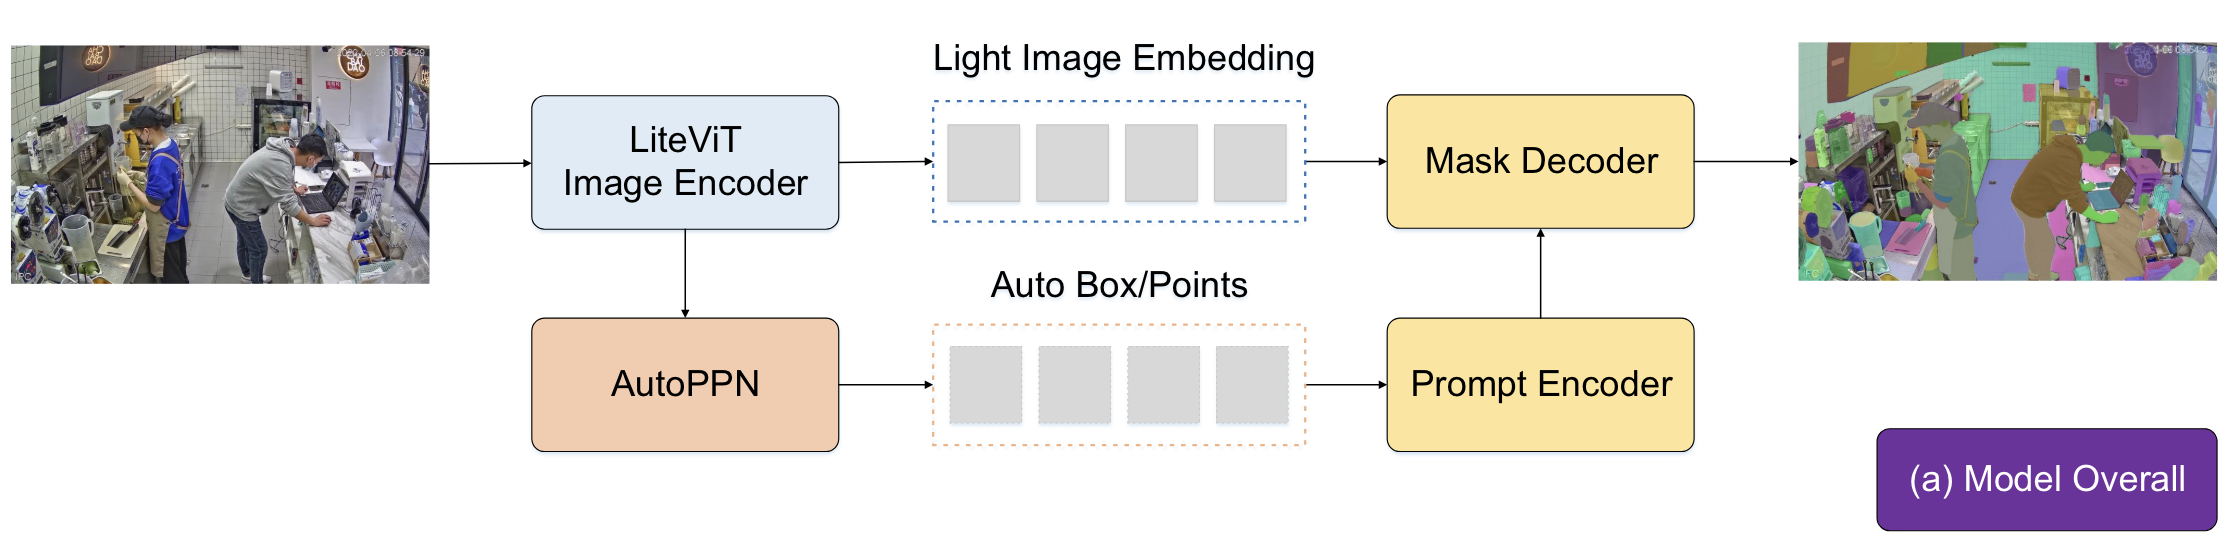 Light Image Embedding
LiteViT
Image Encoder
Mask Decoder
Auto Box/Points
AutoPPN
Prompt Encoder
(a) Model Overall